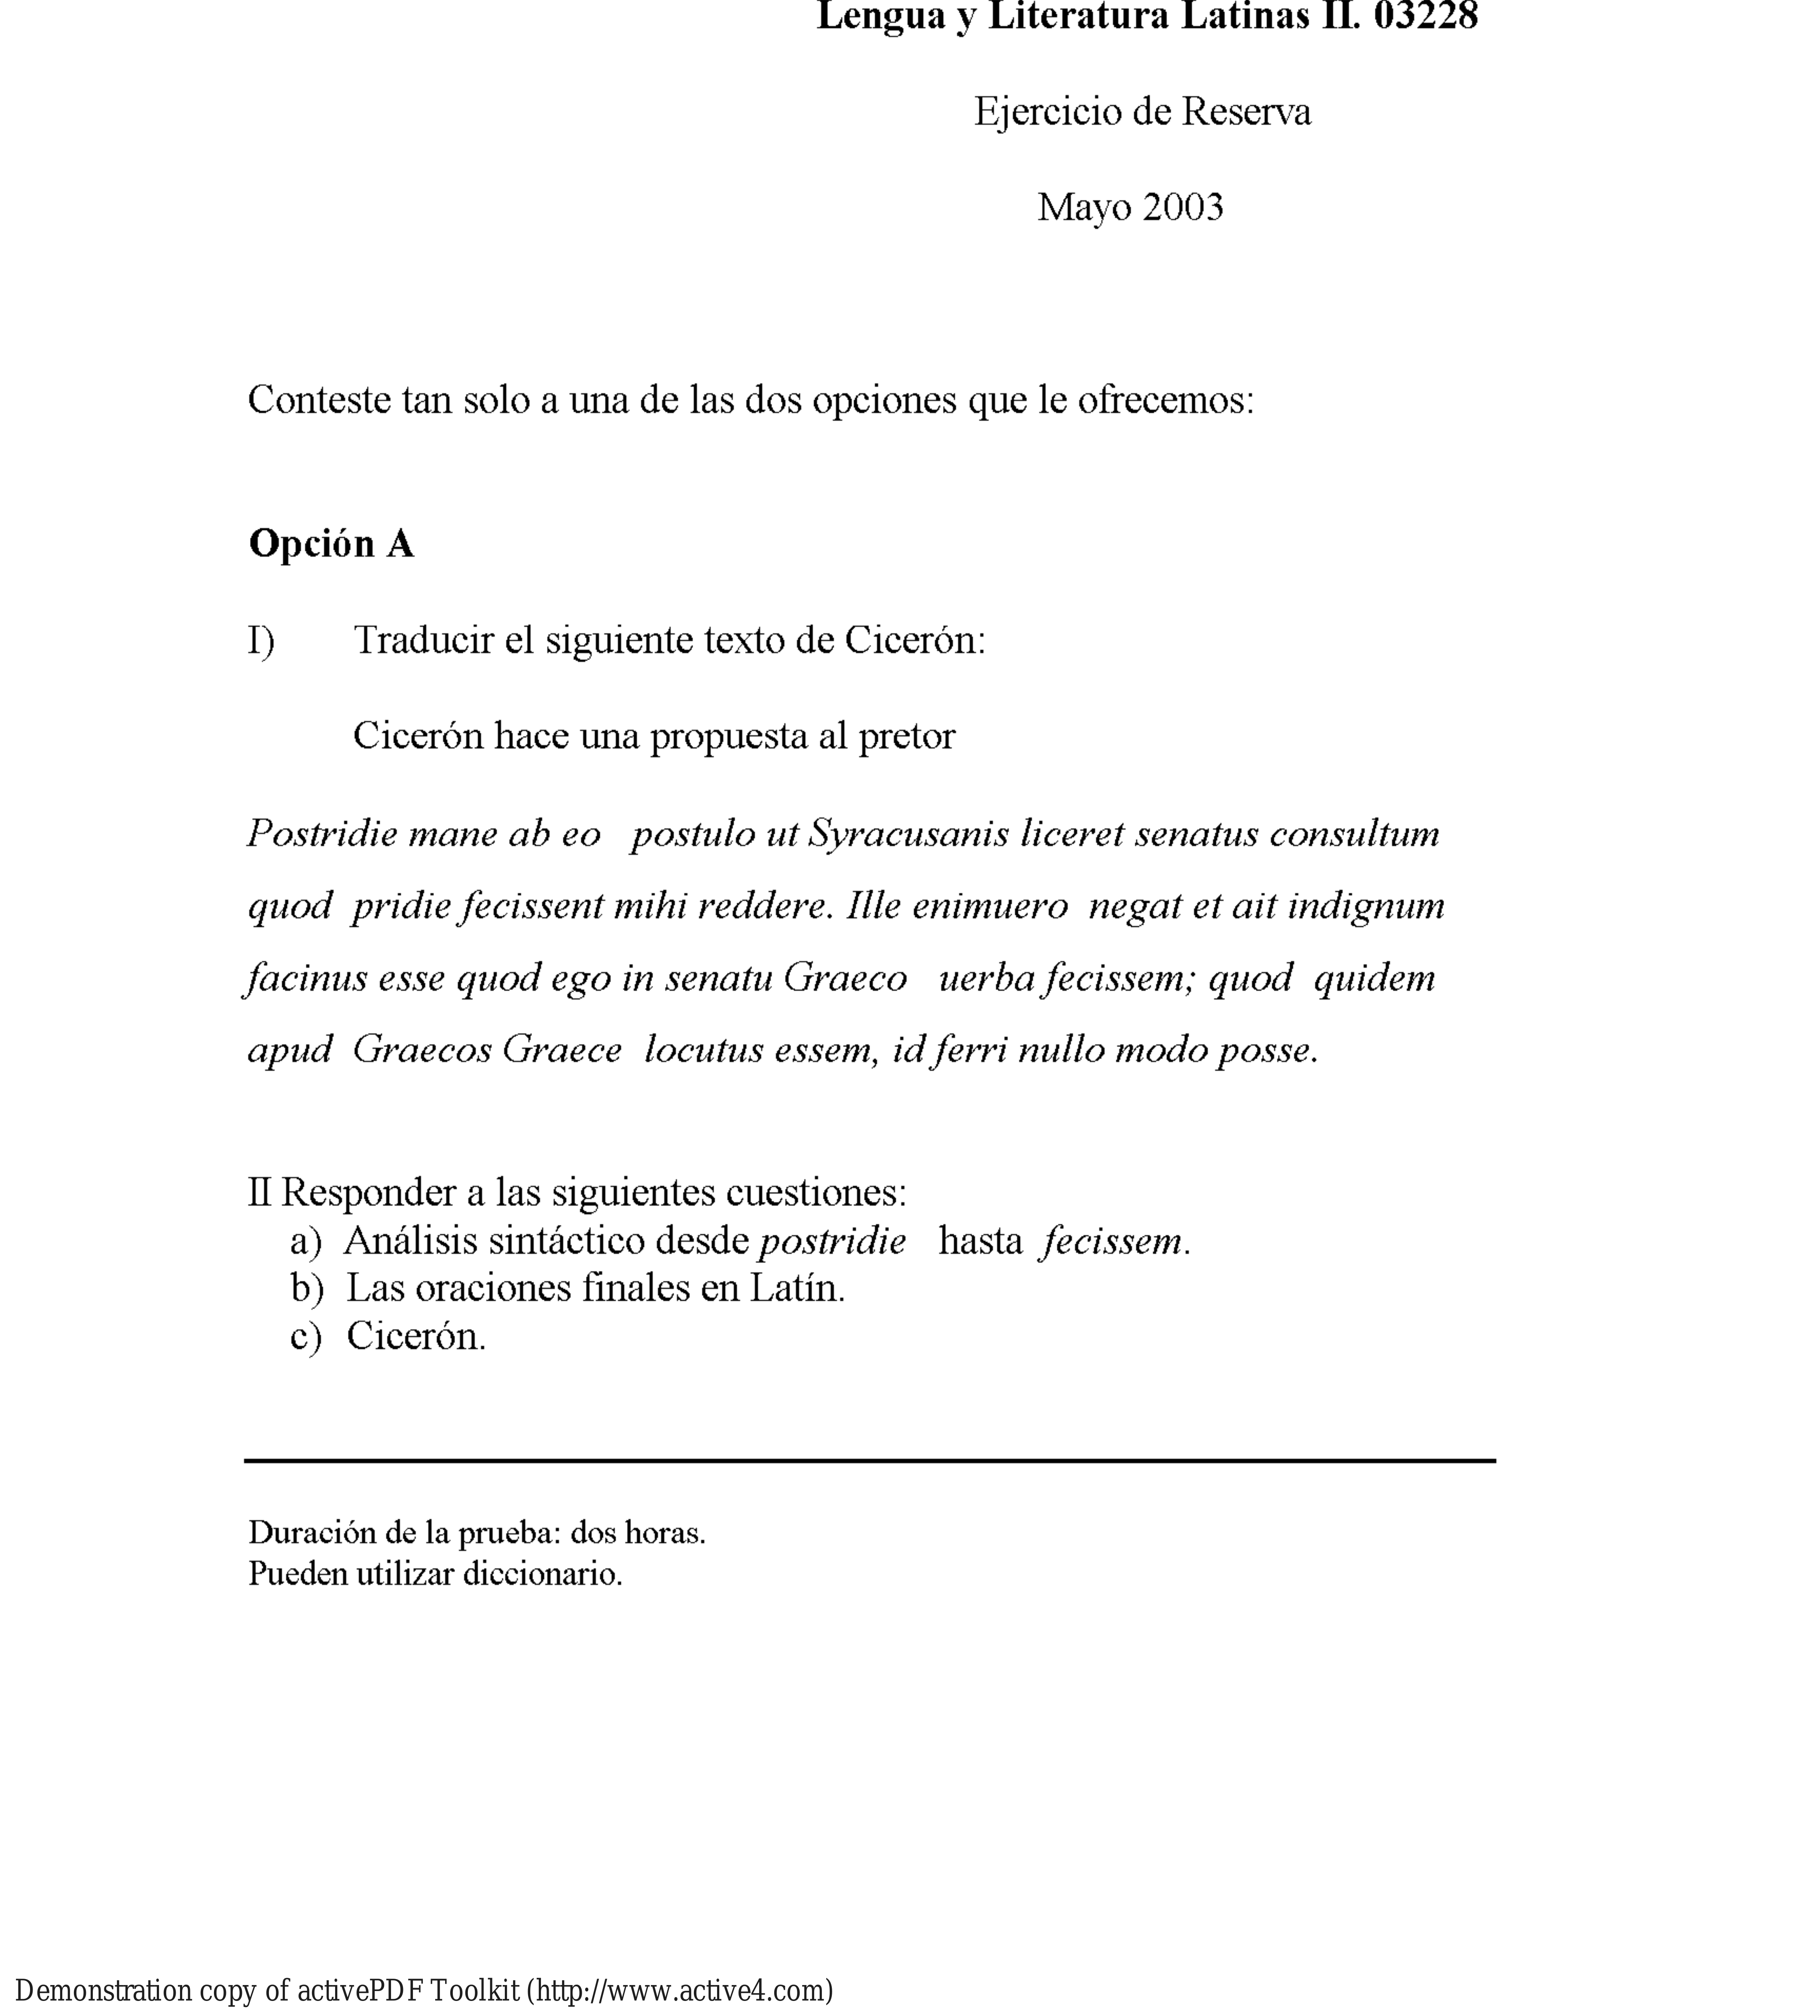 Lengua y Literatura Latinas II. 03228
Ejercicio de Reserva
Mayo 2003
Conteste tan solo a una de las dos opciones que le ofrecemos:
Opción A
I) Traducir el siguiente texto de Cicerón:
Cicerón hace una propuesta al pretor
Postridie mane ab eo postulo ut Syracusanis liceret senatus consultum
quod pridie fecissent mihi reddere. Ille enimuero negat et ait indignum
facinus esse quod ego in senatu Graeco uerba fecissem; quod quidem
apud Graecos Graece locutus essem, id ferri nullo modo posse.
II Responder a las siguientes cuestiones:
a) Análisis sintáctico desde postridie hasta fecissem.
b) Las oraciones finales en Latín.
c) Cicerón.
Duración de la prueba: dos horas.
Pueden utilizar diccionario.
Demonstration copy of activePDF Toolkit (http://www.active4.com)